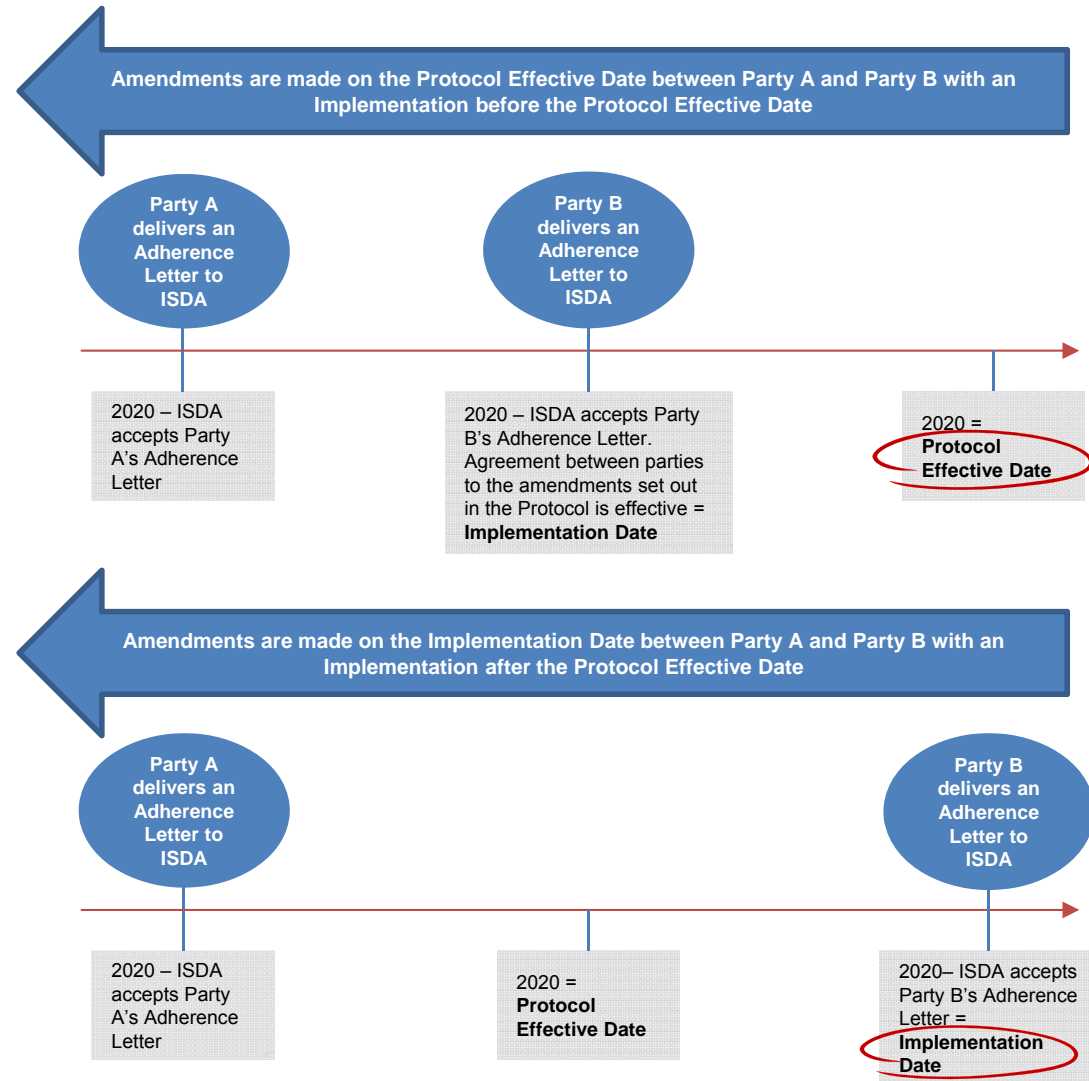 Amendments are made on the Protocol Effective Date between Party A and Party B with an
Implementation before the Protocol Effective Date
Party A
delivers an
Adherence
Letter to
ISDA
Party B
delivers an
Adherence
Letter to
ISDA
2020 – ISDA
accepts Party
A's Adherence
Letter
2020 – ISDA accepts Party
B's Adherence Letter.
Agreement between parties
to the amendments set out
in the Protocol is effective =
Implementation Date
2020 =
Protocol
Effective Date
Amendments are made on the Implementation Date between Party A and Party B with an
Implementation after the Protocol Effective Date
Party A
delivers an
Adherence
Letter to
ISDA
Party B
delivers an
Adherence
Letter to
ISDA
2020 – ISDA
accepts Party
A's Adherence
Letter
2020 =
Protocol
Effective Date
2020– ISDA accepts
Party B's Adherence
Letter =
Implementation
Date